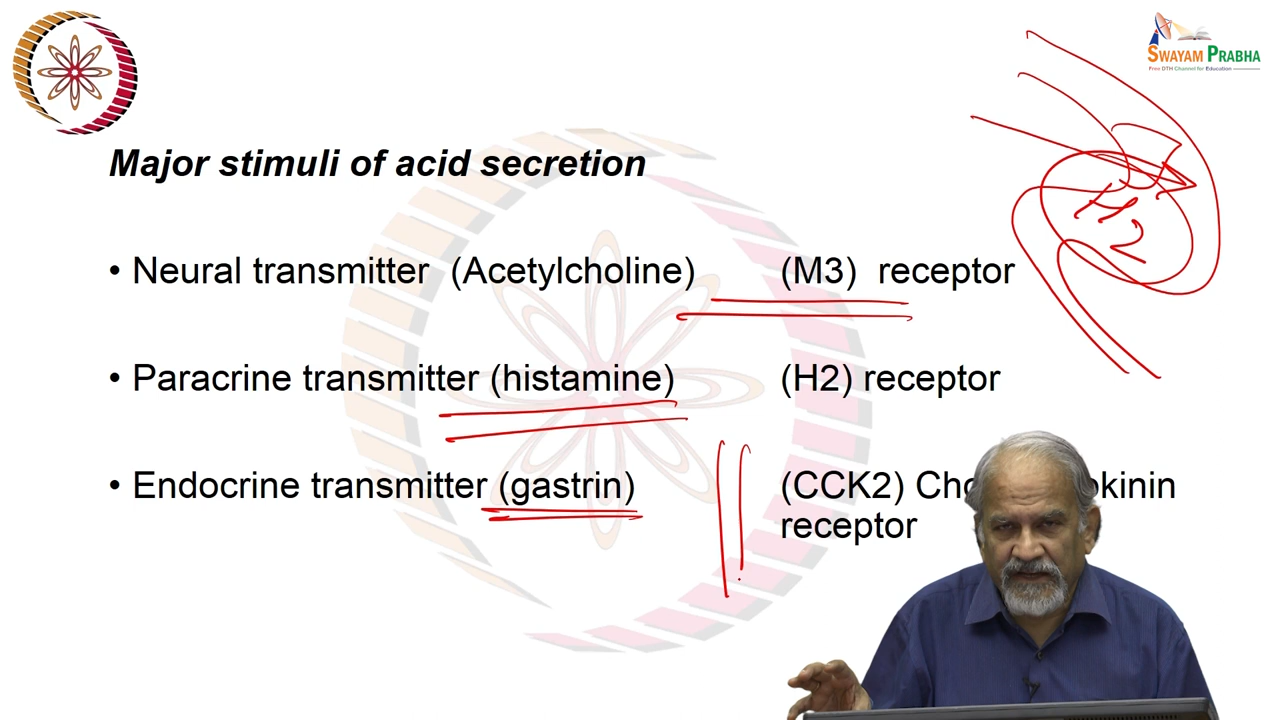 SWAYAM PRABHA
Free DTH Channel for Education
Major stimuli of acid secretion
H2
• Neural transmitter (Acetylcholine) (M3) receptor
• Paracrine transmitter (histamine) (H2) receptor
• Endocrine transmitter (gastrin) (CCK2)
receptor